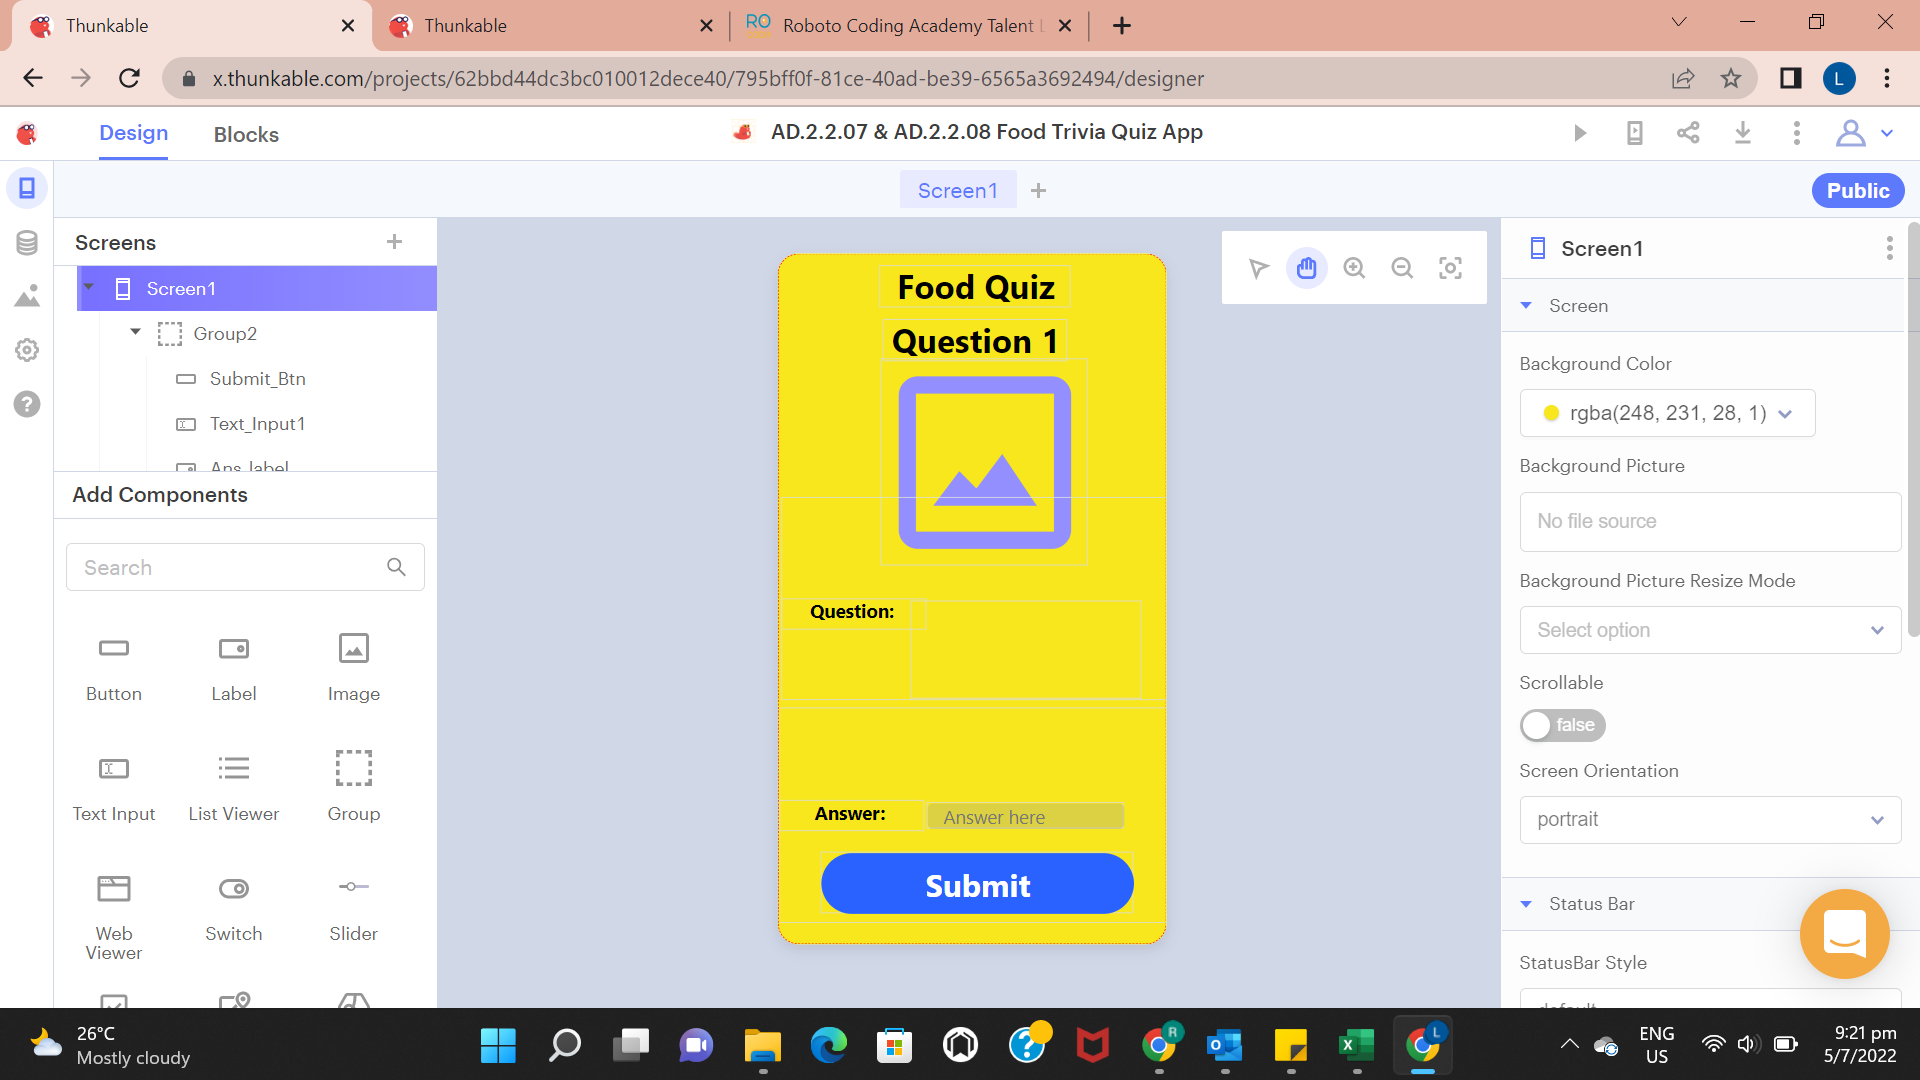 Thunkable
Thunkable
RO
Roboto Coding Academy Talent L
x.thunkable.com/projects/62bbd44dc3bc010012dece40/795bff0f-81ce-40ad-be39-6565a3692494/designer
L
Design
Blocks
AD.2.2.07 & AD.2.2.08 Food Trivia Quiz App
Screen1
Public
Screens
Screen1
Group2
Submit_Btn
Text_Input1
Ans_label
Add Components
Search
Button
Label
Image
Text Input
List Viewer
Group
Web Viewer
Switch
Slider
Food Quiz
Question 1
Question:
Answer:
Answer here
Submit
Screen1
Screen
Background Color
rgba(248, 231, 28, 1)
Background Picture
No file source
Background Picture Resize Mode
Select option
Scrollable
false
Screen Orientation
portrait
Status Bar
StatusBar Style
default
26°C
Mostly cloudy
R
L
ENG
US
9:21 pm
5/7/2022